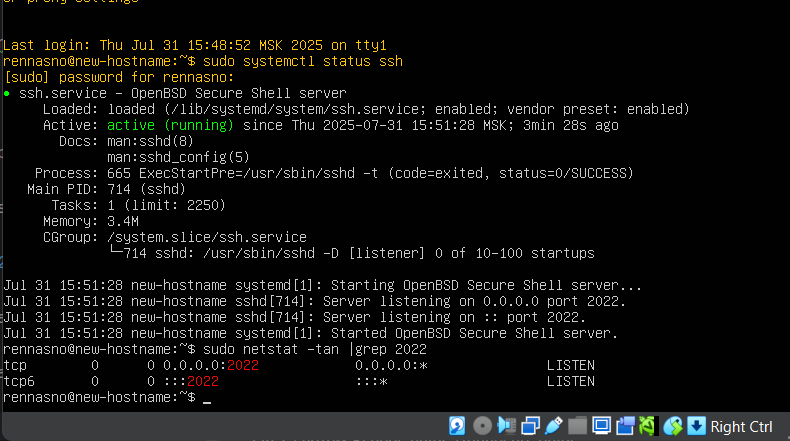 or proxy settings
Last login: Thu Jul 31 15:48:52 MSK 2025 on tty1
rennasno@new-hostname:~$ sudo systemctl status ssh
[sudo] password for rennasno:
● ssh.service - OpenBSD Secure Shell server
     Loaded: loaded (/lib/systemd/system/ssh.service; enabled; vendor preset: enabled)
     Active: active (running) since Thu 2025-07-31 15:51:28 MSK; 3min 28s ago
       Docs: man:sshd(8)
             man:sshd_config(5)
    Process: 665 ExecStartPre=/usr/sbin/sshd -t (code=exited, status=0/SUCCESS)
   Main PID: 714 (sshd)
      Tasks: 1 (limit: 2250)
     Memory: 3.4M
     CGroup: /system.slice/ssh.service
             └─714 sshd: /usr/sbin/sshd -D [listener] 0 of 10-100 startups
Jul 31 15:51:28 new-hostname systemd[1]: Starting OpenBSD Secure Shell server...
Jul 31 15:51:28 new-hostname sshd[714]: Server listening on 0.0.0.0 port 2022.
Jul 31 15:51:28 new-hostname sshd[714]: Server listening on :: port 2022.
Jul 31 15:51:28 new-hostname systemd[1]: Started OpenBSD Secure Shell server.
rennasno@new-hostname:~$ sudo netstat -tan |grep 2022
tcp        0      0 0.0.0.0:2022            0.0.0.0:*               LISTEN
tcp6       0      0 :::2022                 :::*                    LISTEN
rennasno@new-hostname:~$ _
Right Ctrl